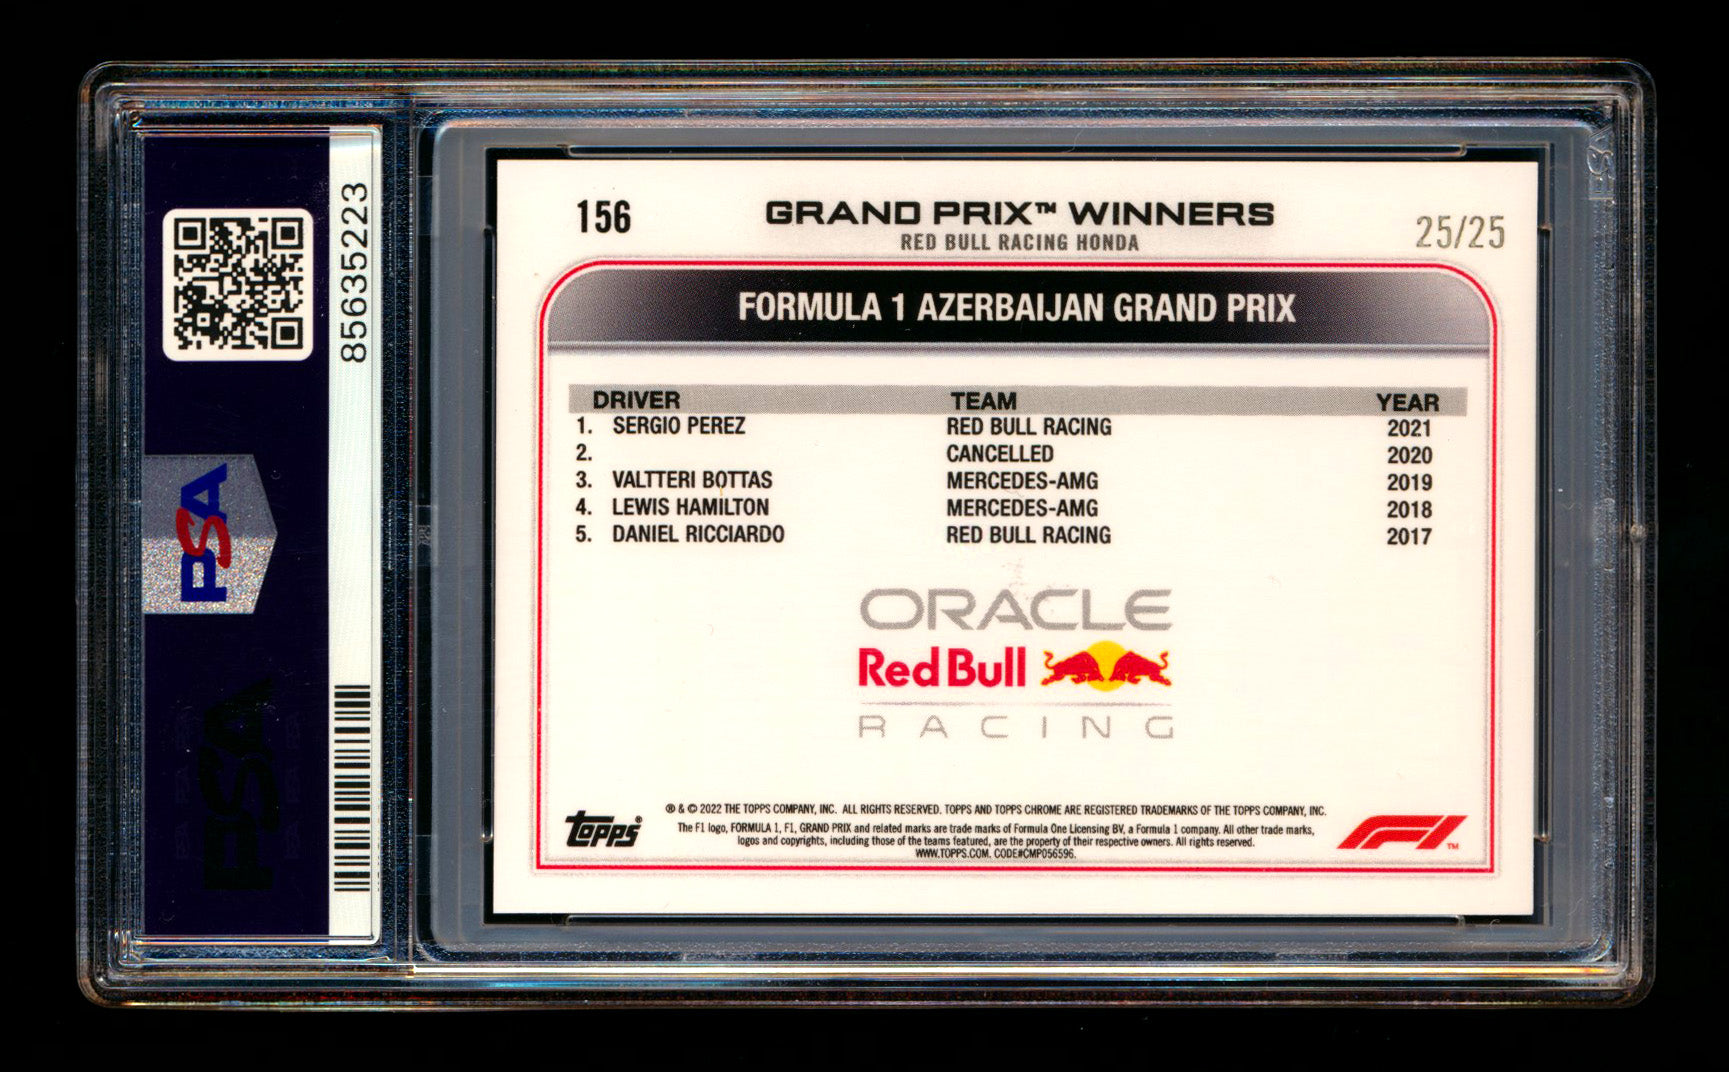 85635223
PSA
PSA
156
GRAND PRIX™ WINNERS
RED BULL RACING HONDA
25/25
FORMULA 1 AZERBAIJAN GRAND PRIX
DRIVER TEAM YEAR
1. SERGIO PEREZ RED BULL RACING 2021
2. CANCELLED 2020
3. VALTTERI BOTTAS MERCEDES-AMG 2019
4. LEWIS HAMILTON MERCEDES-AMG 2018
5. DANIEL RICCIARDO RED BULL RACING 2017
ORACLE
Red Bull
RACING
Topps®
® & © 2022 THE TOPPS COMPANY, INC. ALL RIGHTS RESERVED. TOPPS AND TOPPS CHROME ARE REGISTERED TRADEMARKS OF THE TOPPS COMPANY, INC.
The F1 logo, FORMULA 1, F1, GRAND PRIX and related marks are trade marks of Formula One Licensing BV, a Formula 1 company. All other trade marks,
logos and copyrights, including those of the teams featured, are the property of their respective owners. All rights reserved.
WWW.TOPPS.COM. CODE#CMP056596.
F1™